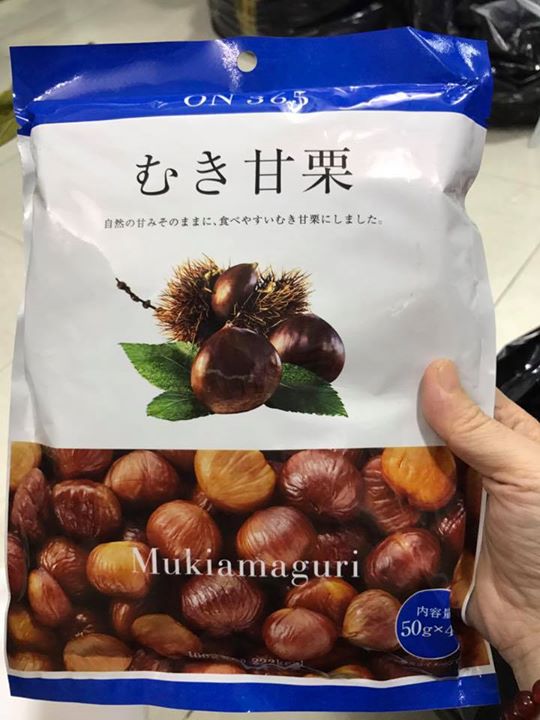 ON 365
むき甘栗
自然の甘みそのままに、食べやすいむき甘栗にしました。
Mukiamaguri
内容量
50g×4
222kcal